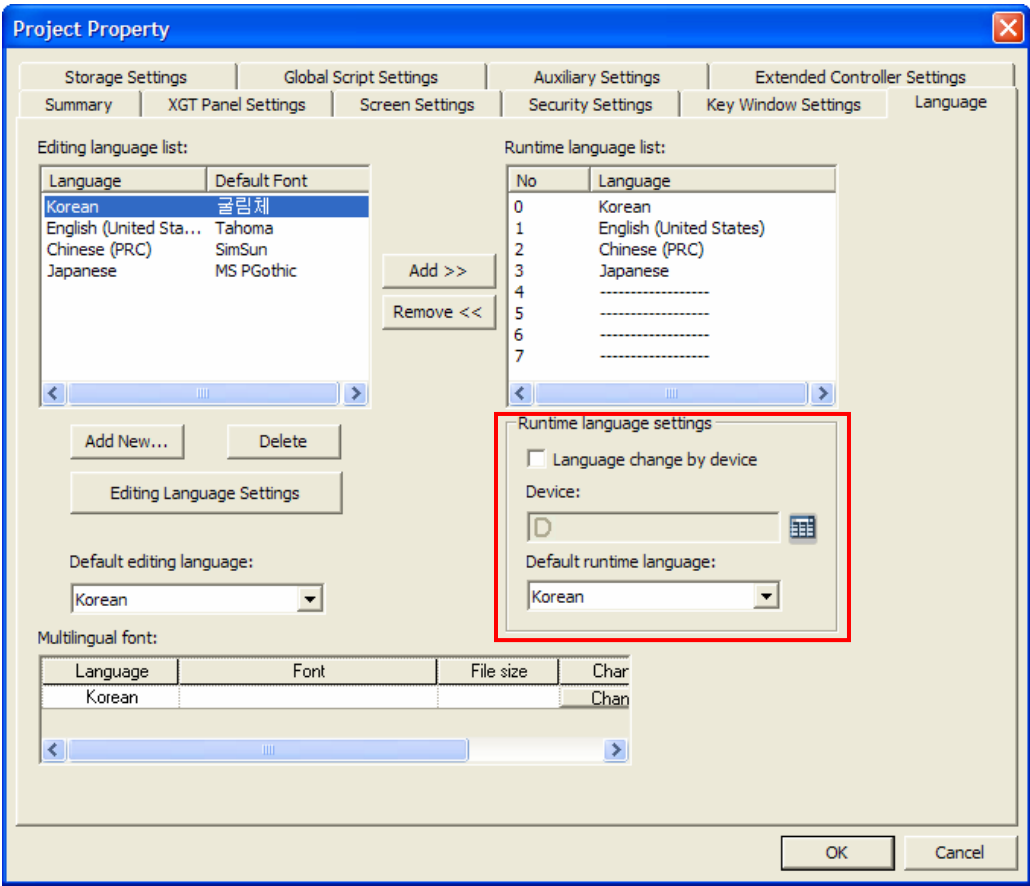 Project Property
Storage Settings
Global Script Settings
Auxiliary Settings
Extended Controller Settings
Summary
XGT Panel Settings
Screen Settings
Security Settings
Key Window Settings
Language
Editing language list:
Language Default Font
Korean 굴림체
English (United Sta... Tahoma
Chinese (PRC) SimSun
Japanese MS PGothic
Add >>
Remove <<
Runtime language list:
No Language
0 Korean
1 English (United States)
2 Chinese (PRC)
3 Japanese
4 ------------------
5 ------------------
6 ------------------
7 ------------------
Add New...
Delete
Editing Language Settings
Default editing language:
Korean
Runtime language settings
Language change by device
Device:
D
Default runtime language:
Korean
Multilingual font:
Language Font File size Char
Korean Chan
OK
Cancel